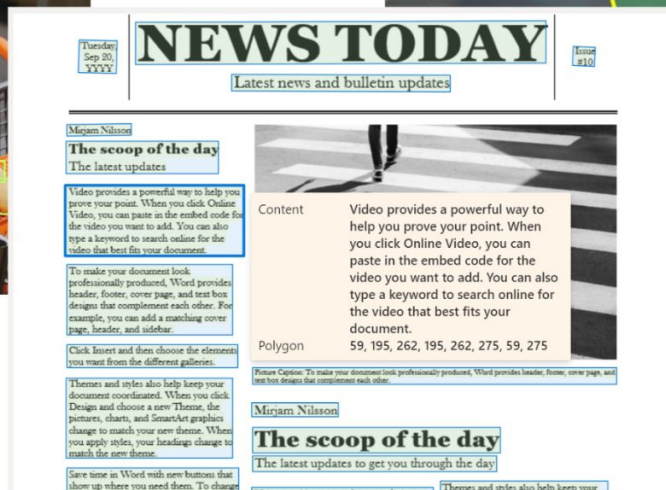 Tuesday,
Sep 20,
YYYY
NEWS TODAY
Latest news and bulletin updates
Issue
#10
Mirjam Nilsson
The scoop of the day
The latest updates
Video provides a powerful way to help you
prove your point. When you click Online
Video, you can paste in the embed code for
the video you want to add. You can also
type a keyword to search online for the
video that best fits your document.
To make your document look
professionally produced, Word provides
header, footer, cover page, and text box
designs that complement each other. For
example, you can add a matching cover
page, header, and sidebar.
Click Insert and then choose the elements
you want from the different galleries.
Themes and styles also help keep your
document coordinated. When you click
Design and choose a new Theme, the
pictures, charts, and SmartArt graphics
change to match your new theme. When
you apply styles, your headings change to
match the new theme.
Save time in Word with new buttons that
show up where you need them. To change
Content
Video provides a powerful way to
help you prove your point. When
you click Online Video, you can
paste in the embed code for the
video you want to add. You can also
type a keyword to search online for
the video that best fits your
document.
Polygon
59, 195, 262, 195, 262, 275, 59, 275
Picture Caption: To make your document look professionally produced, Word provides header, footer, cover page, and
text box designs that complement each other.
Mirjam Nilsson
The scoop of the day
The latest updates to get you through the day
Themes and styles also help keep your